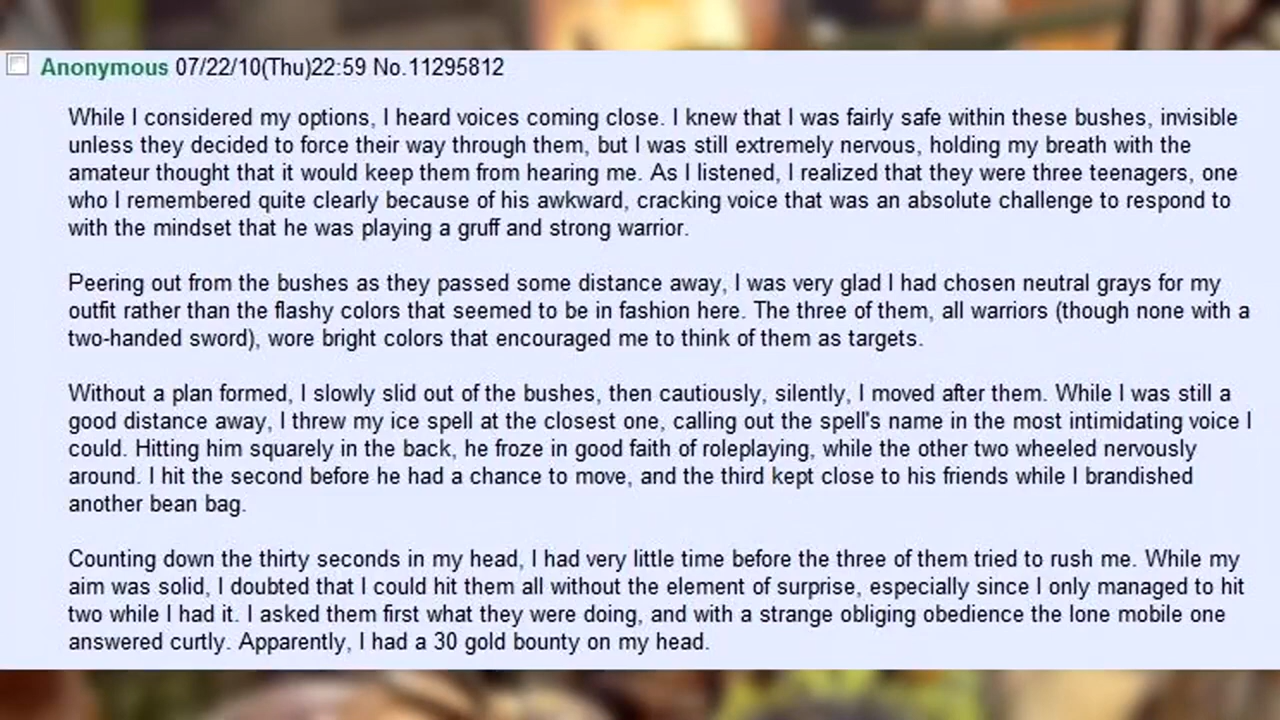 Anonymous 07/22/10(Thu)22:59 No.11295812
While I considered my options, I heard voices coming close. I knew that I was fairly safe within these bushes, invisible
unless they decided to force their way through them, but I was still extremely nervous, holding my breath with the
amateur thought that it would keep them from hearing me. As I listened, I realized that they were three teenagers, one
who I remembered quite clearly because of his awkward, cracking voice that was an absolute challenge to respond to
with the mindset that he was playing a gruff and strong warrior.
Peering out from the bushes as they passed some distance away, I was very glad I had chosen neutral grays for my
outfit rather than the flashy colors that seemed to be in fashion here. The three of them, all warriors (though none with a
two-handed sword), wore bright colors that encouraged me to think of them as targets.
Without a plan formed, I slowly slid out of the bushes, then cautiously, silently, I moved after them. While I was still a
good distance away, I threw my ice spell at the closest one, calling out the spell's name in the most intimidating voice I
could. Hitting him squarely in the back, he froze in good faith of roleplaying, while the other two wheeled nervously
around. I hit the second before he had a chance to move, and the third kept close to his friends while I brandished
another bean bag.
Counting down the thirty seconds in my head, I had very little time before the three of them tried to rush me. While my
aim was solid, I doubted that I could hit them all without the element of surprise, especially since I only managed to hit
two while I had it. I asked them first what they were doing, and with a strange obliging obedience the lone mobile one
answered curtly. Apparently, I had a 30 gold bounty on my head.